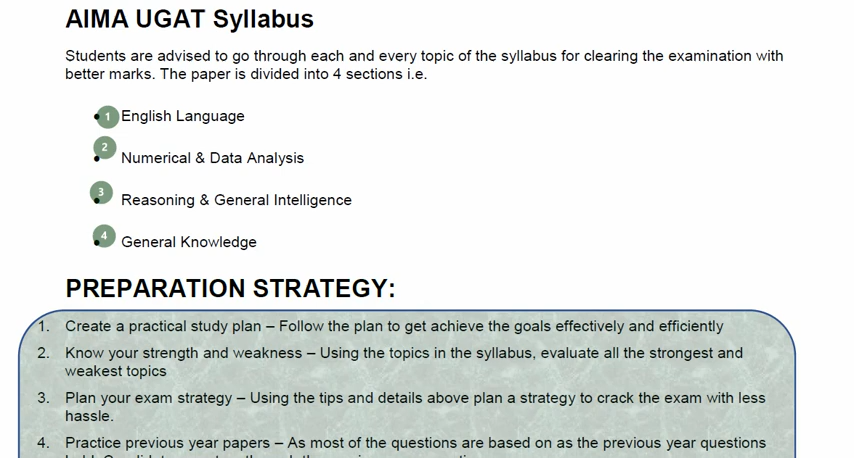 AIMA UGAT Syllabus
Students are advised to go through each and every topic of the syllabus for clearing the examination with
better marks. The paper is divided into 4 sections i.e.
1 English Language
2 Numerical & Data Analysis
3 Reasoning & General Intelligence
4 General Knowledge
PREPARATION STRATEGY:
1. Create a practical study plan – Follow the plan to get achieve the goals effectively and efficiently
2. Know your strength and weakness – Using the topics in the syllabus, evaluate all the strongest and
weakest topics
3. Plan your exam strategy – Using the tips and details above plan a strategy to crack the exam with less
hassle.
4. Practice previous year papers – As most of the questions are based on as the previous year questions